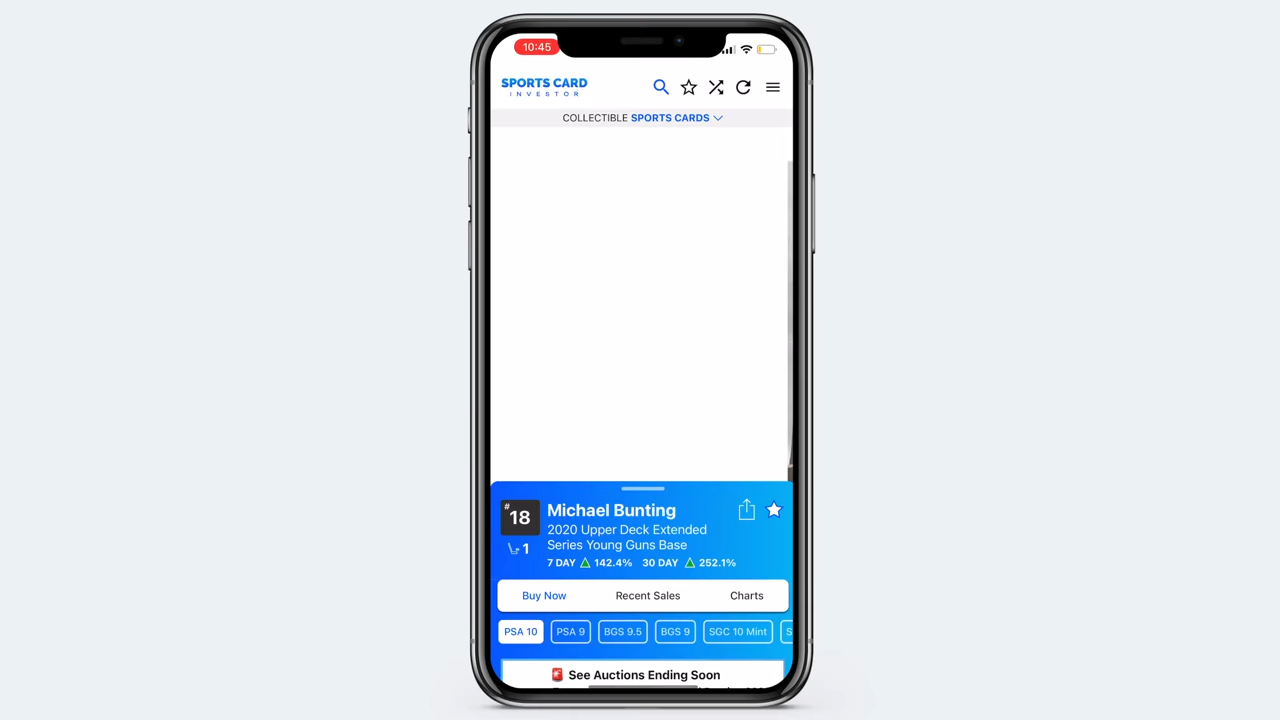 10:45
SPORTS CARD
INVESTOR
COLLECTIBLE SPORTS CARDS
#18
Michael Bunting
2020 Upper Deck Extended
Series Young Guns Base
1
7 DAY 142.4% 30 DAY 252.1%
Buy Now Recent Sales Charts
PSA 10 PSA 9 BGS 9.5 BGS 9 SGC 10 Mint S
See Auctions Ending Soon